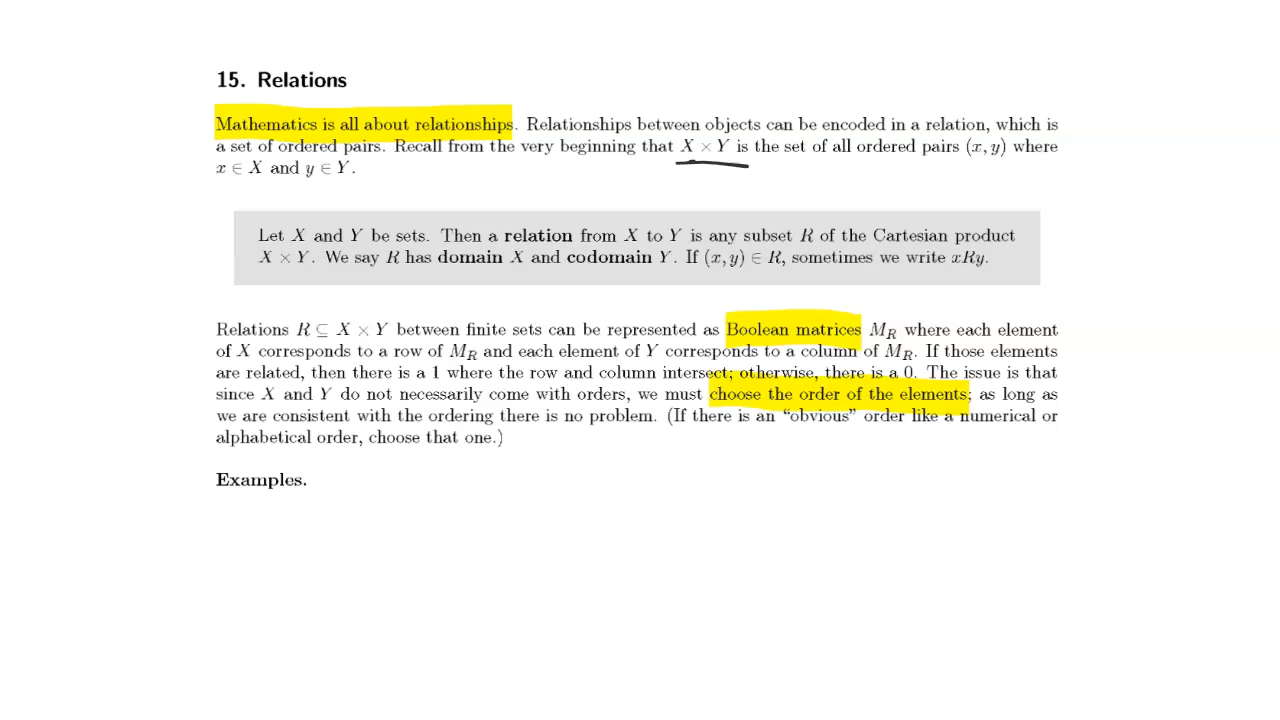 15. Relations
Mathematics is all about relationships. Relationships between objects can be encoded in a relation, which is
a set of ordered pairs. Recall from the very beginning that X × Y is the set of all ordered pairs (x, y) where
x ∈ X and y ∈ Y.
Let X and Y be sets. Then a relation from X to Y is any subset R of the Cartesian product
X × Y. We say R has domain X and codomain Y. If (x, y) ∈ R, sometimes we write xRy.
Relations R ⊆ X × Y between finite sets can be represented as Boolean matrices M_R where each element
of X corresponds to a row of M_R and each element of Y corresponds to a column of M_R. If those elements
are related, then there is a 1 where the row and column intersect; otherwise, there is a 0. The issue is that
since X and Y do not necessarily come with orders, we must choose the order of the elements; as long as
we are consistent with the ordering there is no problem. (If there is an “obvious” order like a numerical or
alphabetical order, choose that one.)
Examples.